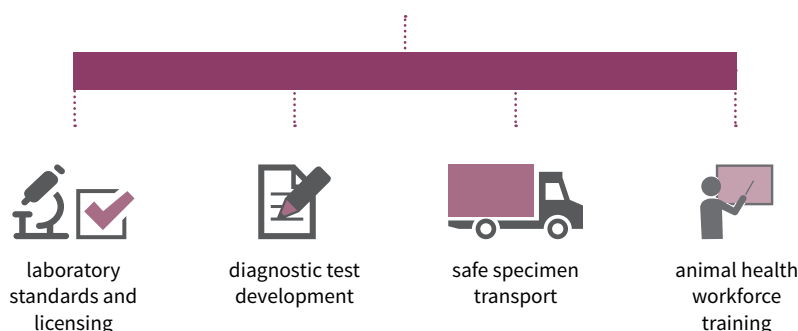 laboratory
standards and
licensing
diagnostic test
development
safe specimen
transport
animal health
workforce
training